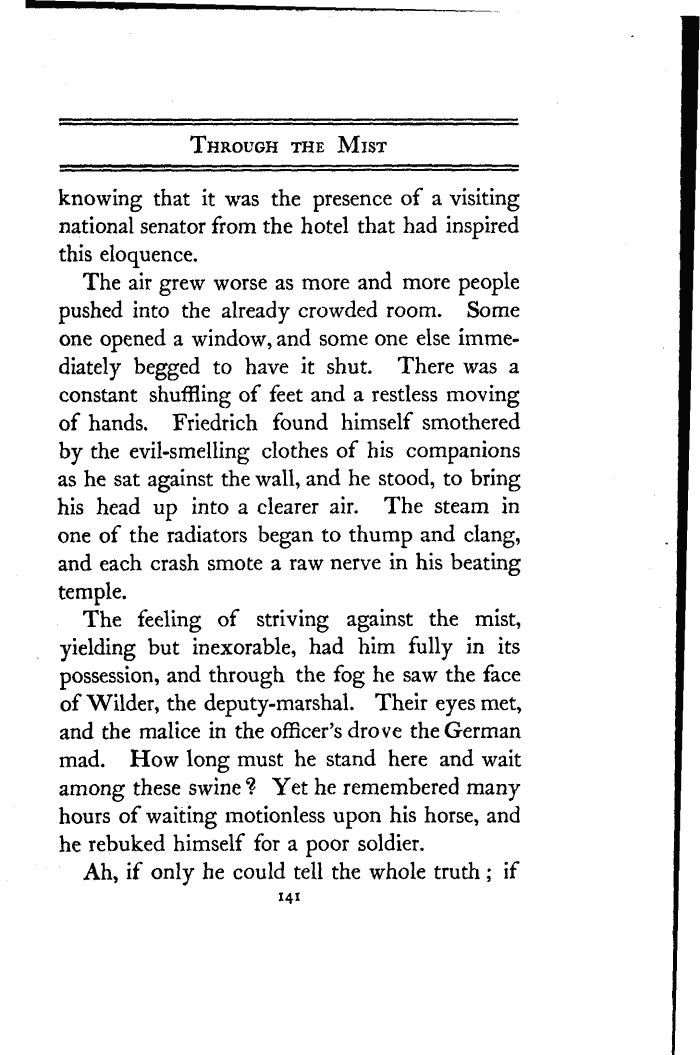 Through the Mist
knowing that it was the presence of a visiting
national senator from the hotel that had inspired
this eloquence.
The air grew worse as more and more people
pushed into the already crowded room. Some
one opened a window, and some one else imme-
diately begged to have it shut. There was a
constant shuffling of feet and a restless moving
of hands. Friedrich found himself smothered
by the evil-smelling clothes of his companions
as he sat against the wall, and he stood, to bring
his head up into a clearer air. The steam in
one of the radiators began to thump and clang,
and each crash smote a raw nerve in his beating
temple.
The feeling of striving against the mist,
yielding but inexorable, had him fully in its
possession, and through the fog he saw the face
of Wilder, the deputy-marshal. Their eyes met,
and the malice in the officer's drove the German
mad. How long must he stand here and wait
among these swine? Yet he remembered many
hours of waiting motionless upon his horse, and
he rebuked himself for a poor soldier.
Ah, if only he could tell the whole truth; if
141